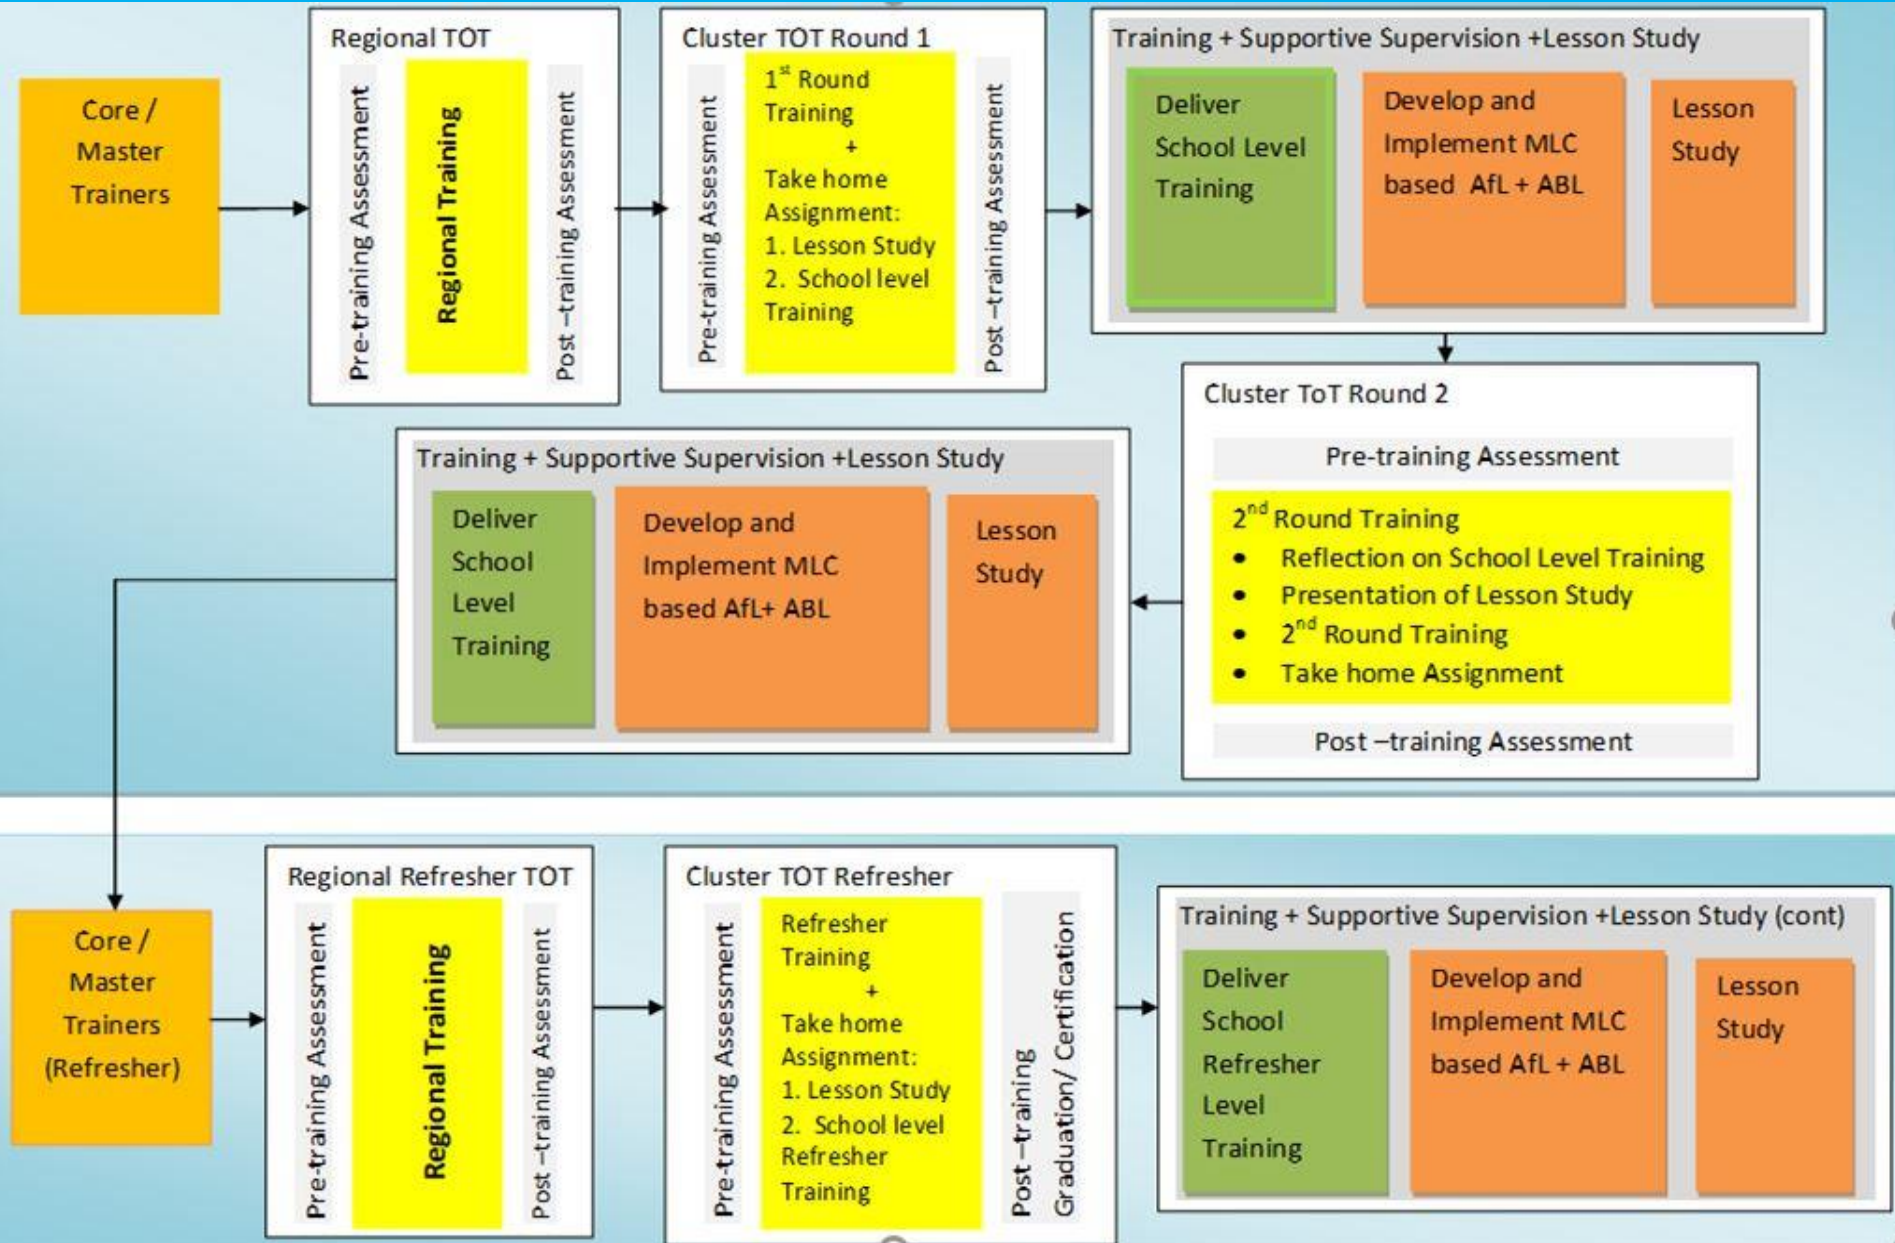 Core /
Master
Trainers
Regional TOT
Pre-training Assessment
Regional Training
Post –training Assessment
Cluster TOT Round 1
Pre-training Assessment
1st Round
Training
+
Take home
Assignment:
1. Lesson Study
2. School level
Training
Post –training Assessment
Training + Supportive Supervision +Lesson Study
Deliver
School Level
Training
Develop and
Implement MLC
based AfL + ABL
Lesson
Study
Cluster ToT Round 2
Pre-training Assessment
2nd Round Training
• Reflection on School Level Training
• Presentation of Lesson Study
• 2nd Round Training
• Take home Assignment
Post –training Assessment
Training + Supportive Supervision +Lesson Study
Deliver
School
Level
Training
Develop and
Implement MLC
based AfL+ ABL
Lesson
Study
Core /
Master
Trainers
(Refresher)
Regional Refresher TOT
Pre-training Assessment
Regional Training
Post –training Assessment
Cluster TOT Refresher
Pre-training Assessment
Refresher
Training
+
Take home
Assignment:
1. Lesson Study
2. School level
Refresher
Training
Post –training
Graduation/ Certification
Training + Supportive Supervision +Lesson Study (cont)
Deliver
School
Refresher
Level
Training
Develop and
Implement MLC
based AfL + ABL
Lesson
Study